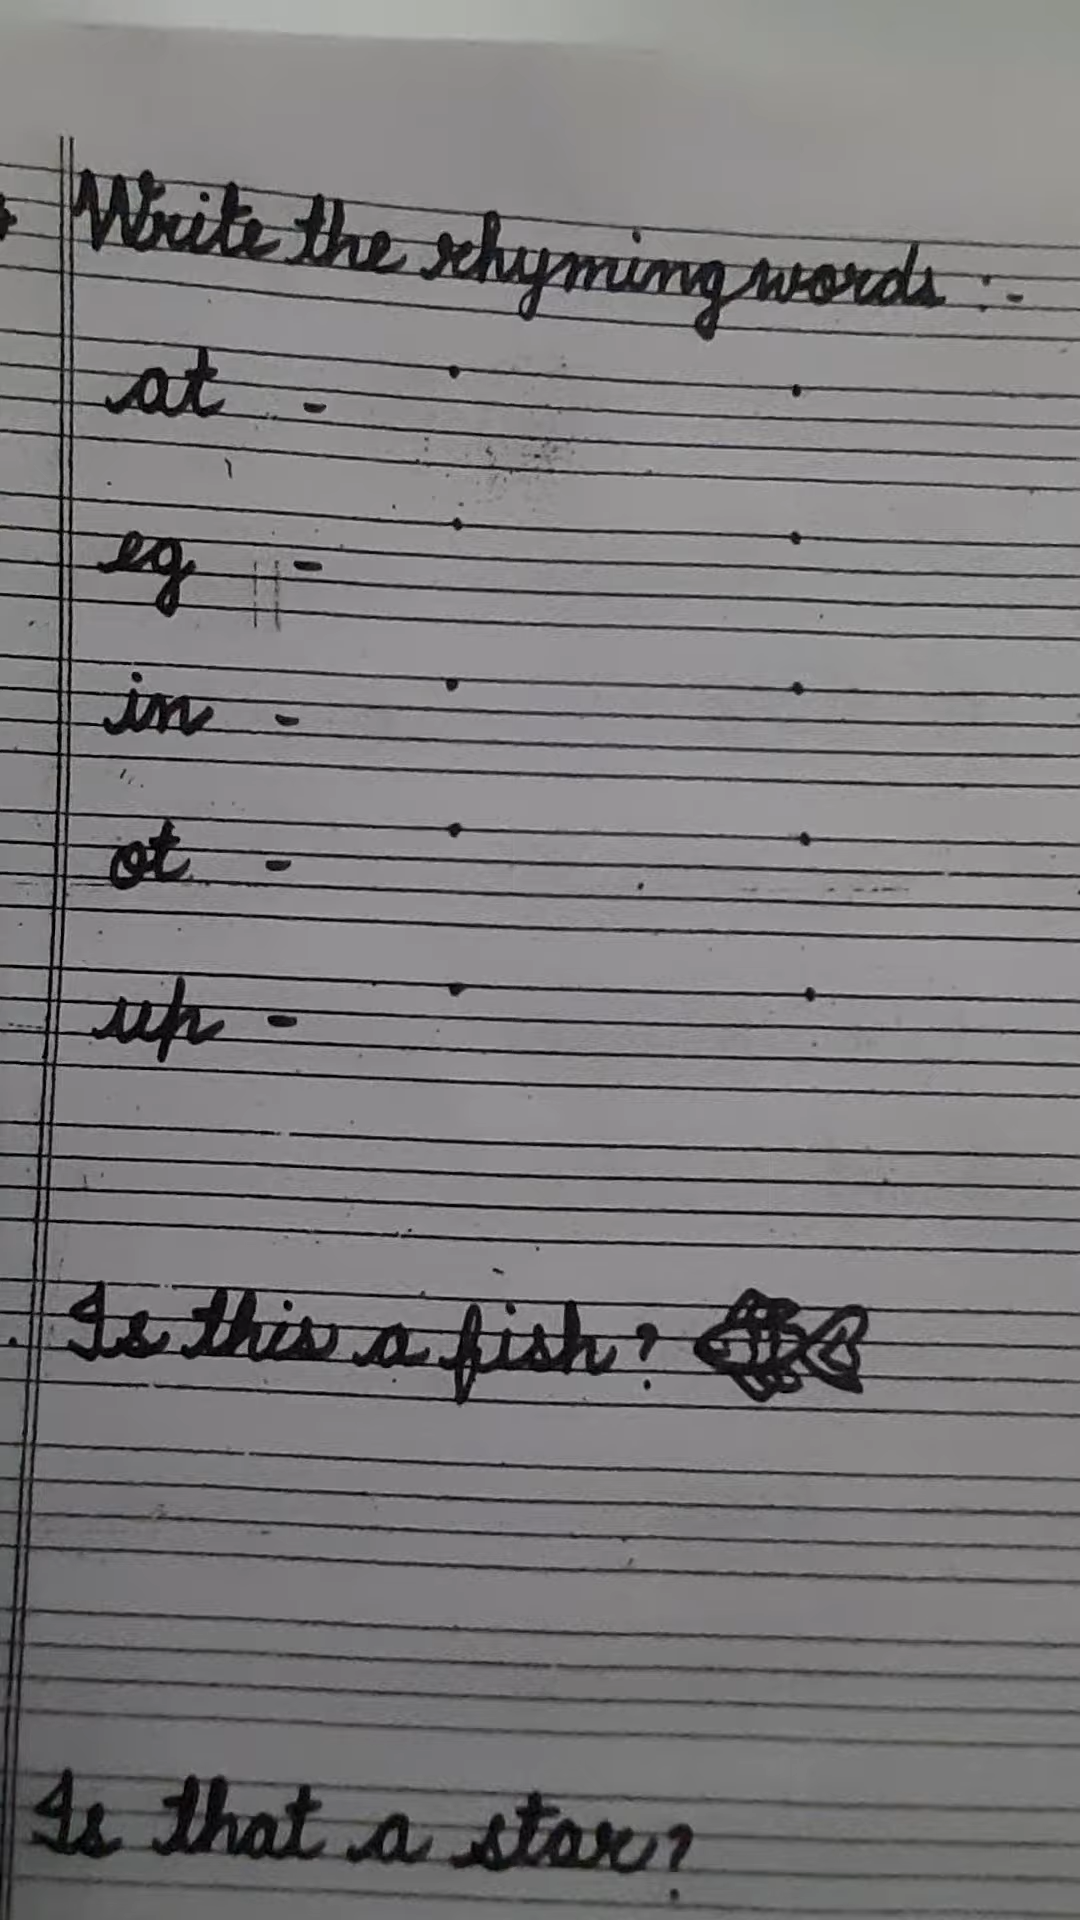 Write the rhyming words :-
at -
eg -
in -
ot -
up -
Is this a fish?
Is that a star?